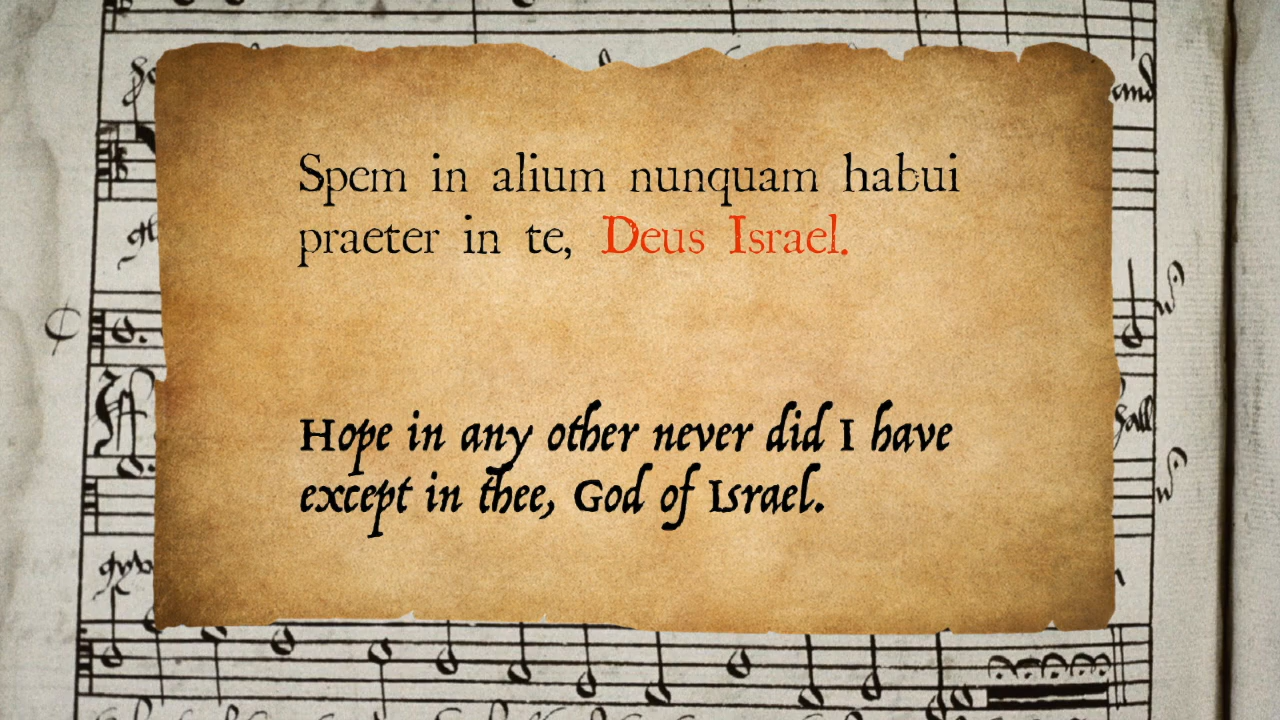 and
Spem in alium nunquam habui
praeter in te, Deus Israel.
Hope in any other never did I have
except in thee, God of Israel.